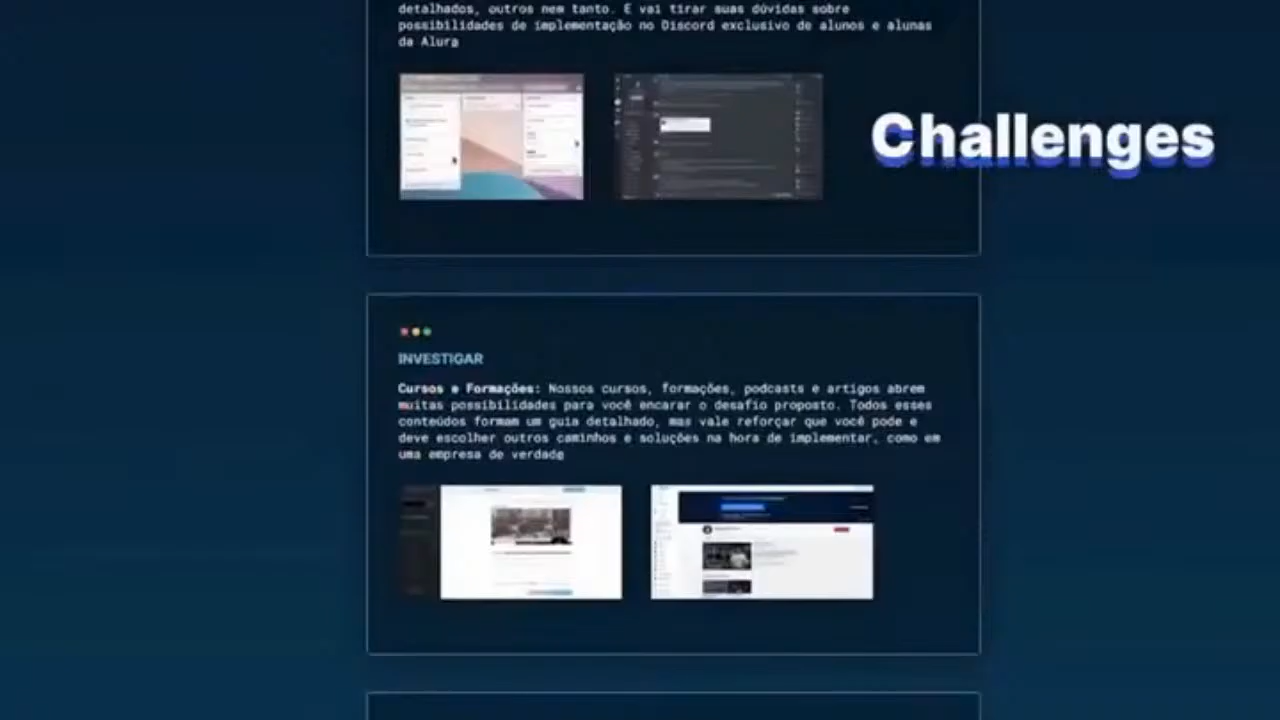 detalhados, outros nem tanto. E vai tirar suas dúvidas sobre
possibilidades de implementação no Discord exclusivo de alunos e alunas
da Alura
Challenges
INVESTIGAR
Cursos e Formações: Nossos cursos, formações, podcasts e artigos abrem
muitas possibilidades para você encarar o desafio proposto. Todos esses
conteúdos formam um guia detalhado, mas vale reforçar que você pode e
deve escolher outros caminhos e soluções na hora de implementar, como em
uma empresa de verdade